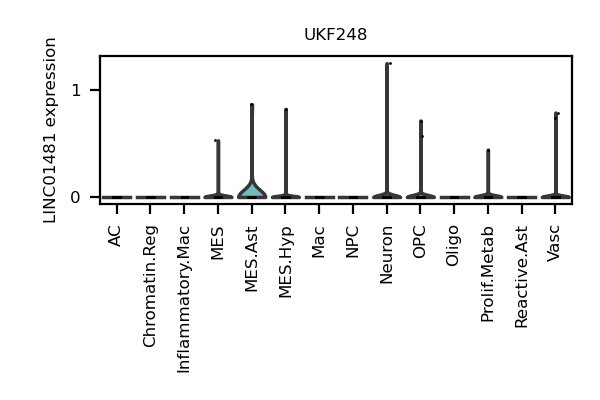 UKF248
LINC01481 expression
1
0
AC
Chromatin.Reg
Inflammatory.Mac
MES
MES.Ast
MES.Hyp
Mac
NPC
Neuron
OPC
Oligo
Prolif.Metab
Reactive.Ast
Vasc